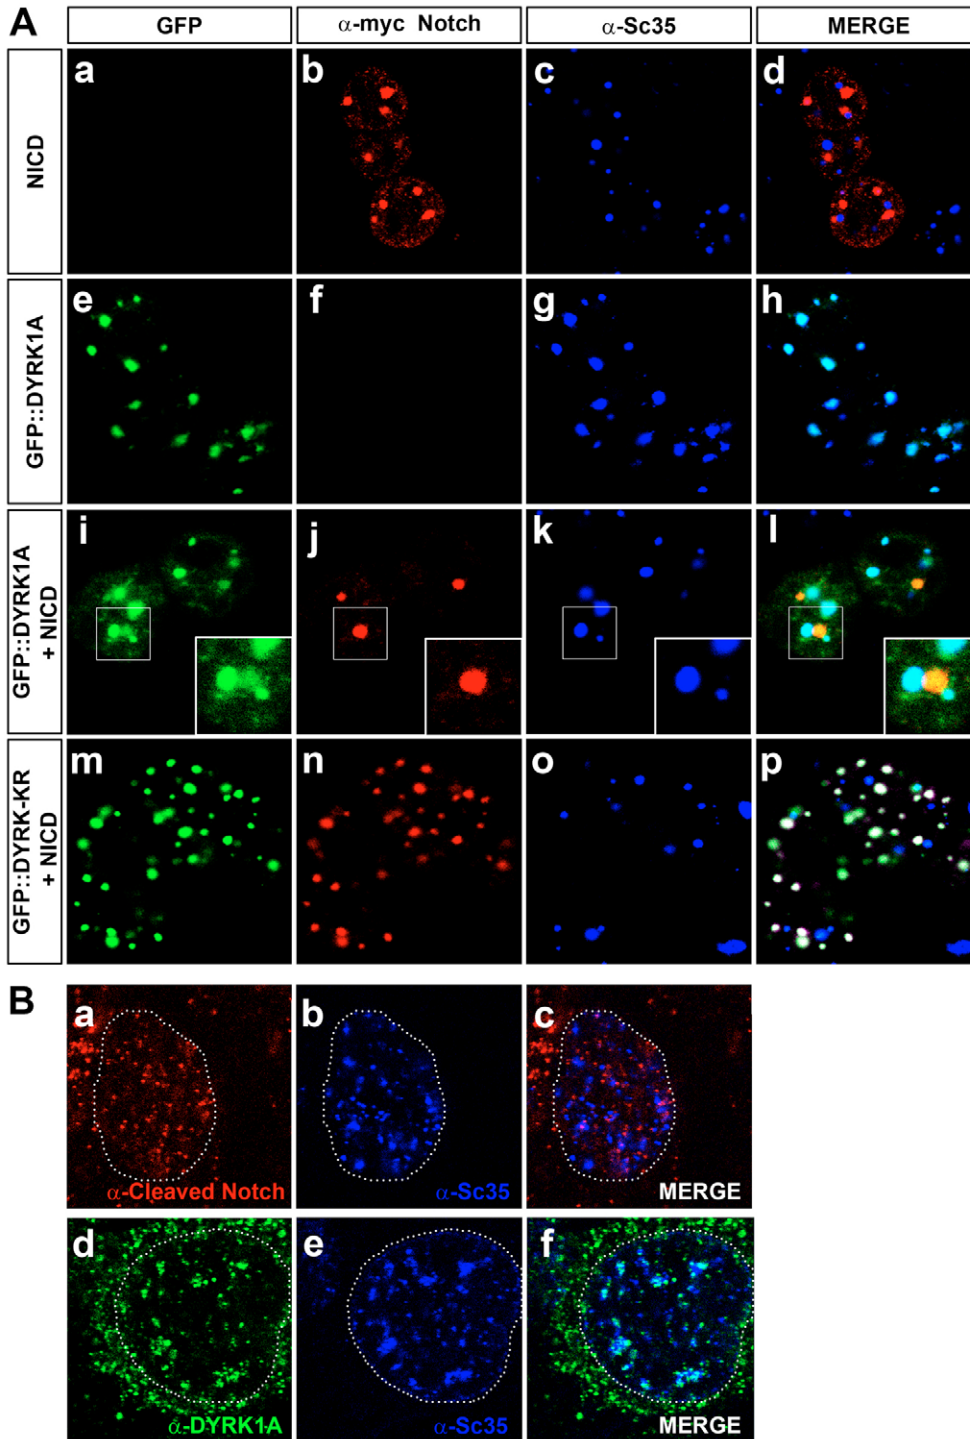 A
GFP
α-myc Notch
α-Sc35
MERGE
NICD
a
b
c
d
GFP::DYRK1A
e
f
g
h
GFP::DYRK1A
+ NICD
i
j
k
l
GFP::DYRK-KR
+ NICD
m
n
o
p
B
a
b
c
α-Cleaved Notch
α-Sc35
MERGE
d
e
f
α-DYRK1A
α-Sc35
MERGE